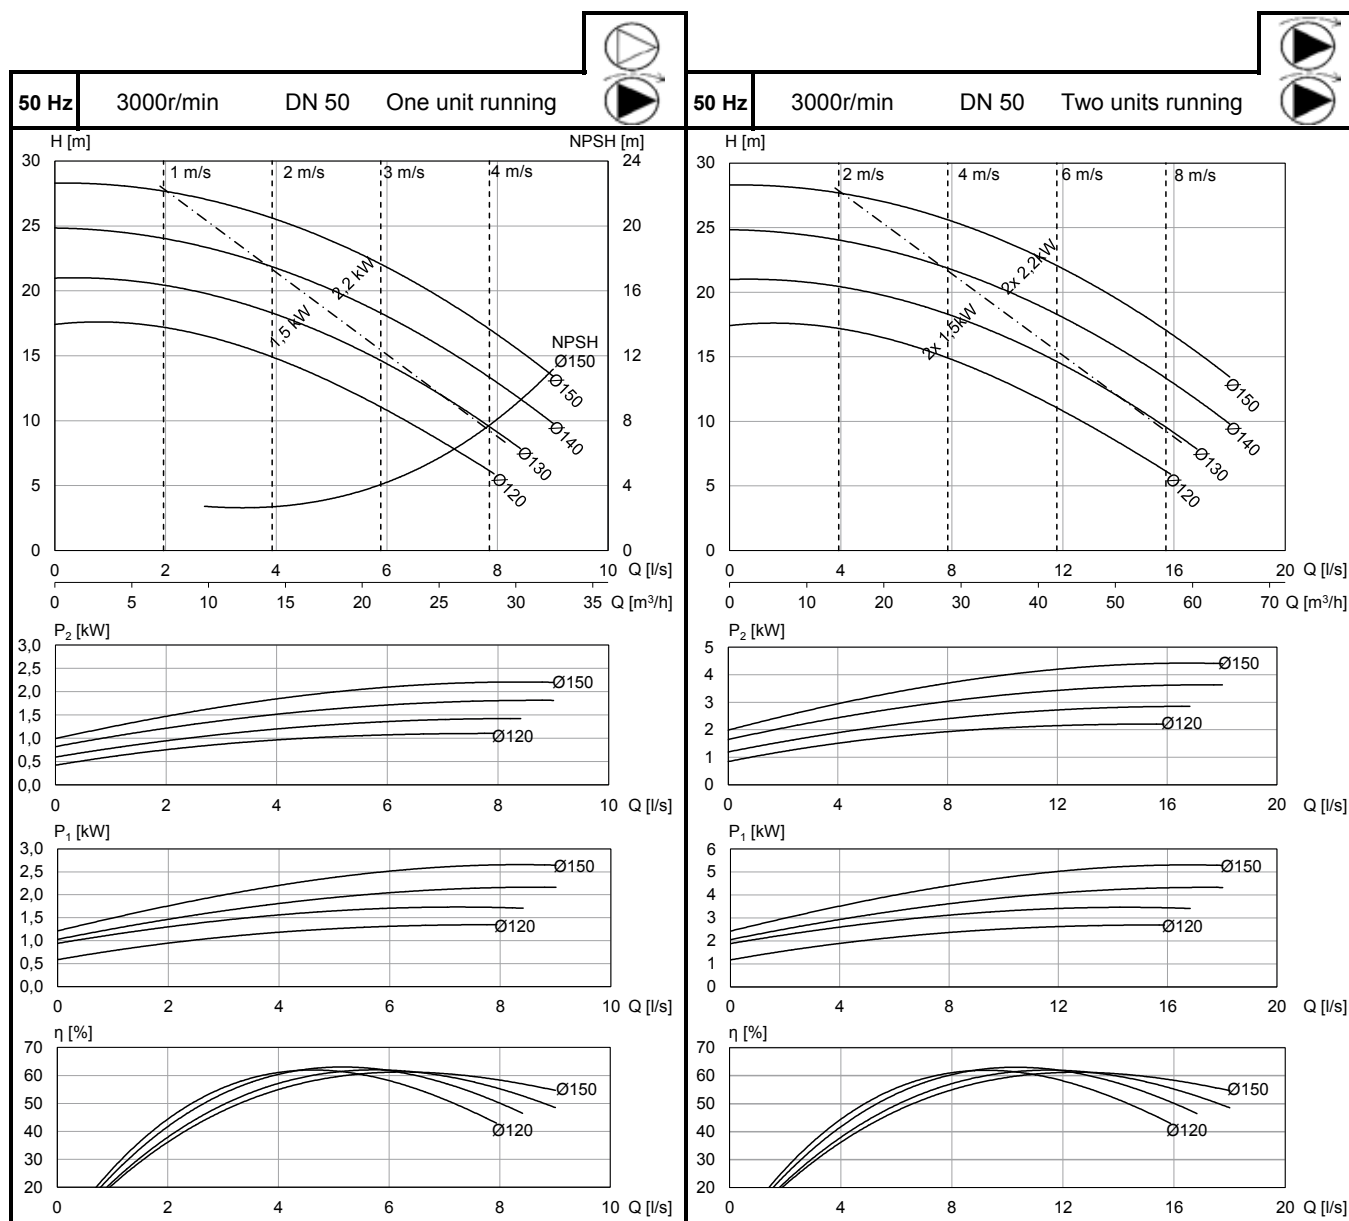 50 Hz 3000r/min DN 50 One unit running
H [m] NPSH [m]
30 1 m/s 2 m/s 3 m/s 4 m/s 24
25 20
20 2,2 kW 16
1,5 kW
NPSH
15 Ø150 12
Ø150
10 Ø140 8
Ø130
5 Ø120 4
0 0
0 2 4 6 8 10 Q [l/s]
0 5 10 15 20 25 30 35 Q [m³/h]
P₂ [kW]
3,0
2,5
2,0 Ø150
1,5
1,0 Ø120
0,5
0,0
0 2 4 6 8 10 Q [l/s]
P₁ [kW]
3,0
2,5 Ø150
2,0
1,5
1,0 Ø120
0,5
0,0
0 2 4 6 8 10 Q [l/s]
η [%]
70
60 Ø150
50
40 Ø120
30
20
0 2 4 6 8 10 Q [l/s]
50 Hz 3000r/min DN 50 Two units running
H [m]
30 2 m/s 4 m/s 6 m/s 8 m/s
25
20 2x 2,2kW
15 2x 1,5kW
Ø150
10 Ø140
Ø130
5 Ø120
0
0 4 8 12 16 20 Q [l/s]
0 10 20 30 40 50 60 70 Q [m³/h]
P₂ [kW]
5
4 Ø150
3
2 Ø120
1
0
0 4 8 12 16 20 Q [l/s]
P₁ [kW]
6
5 Ø150
4
3 Ø120
2
1
0
0 4 8 12 16 20 Q [l/s]
η [%]
70
60 Ø150
50
40 Ø120
30
20
0 4 8 12 16 20 Q [l/s]